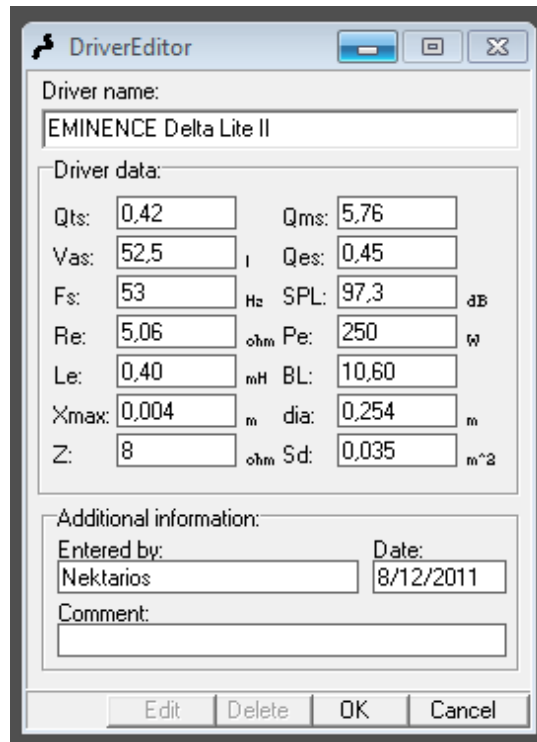 DriverEditor
Driver name:
EMINENCE Delta Lite II
Driver data:
Qts: 0,42 Qms: 5,76
Vas: 52,5 l Qes: 0,45
Fs: 53 Hz SPL: 97,3 dB
Re: 5,06 ohm Pe: 250 W
Le: 0,40 mH BL: 10,60
Xmax: 0,004 m dia: 0,254 m
Z: 8 ohm Sd: 0,035 m^2
Additional information:
Entered by: Date:
Nektarios 8/12/2011
Comment:
Edit Delete OK Cancel